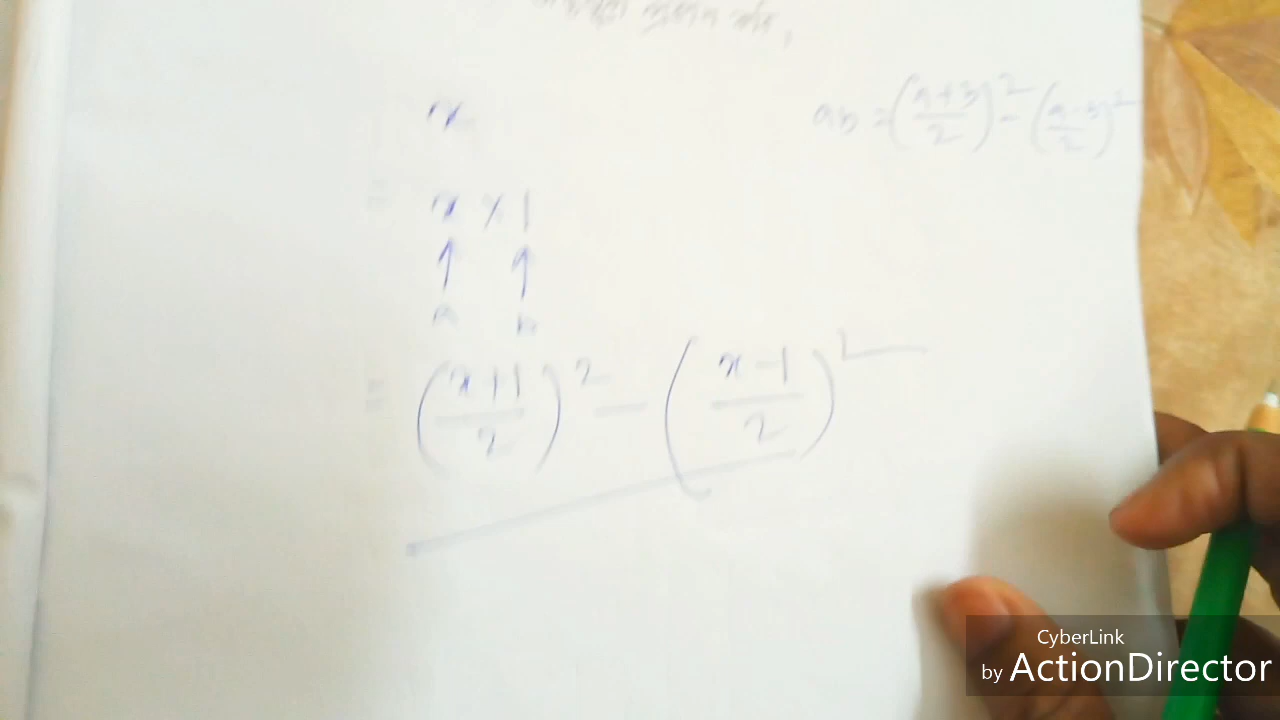 x
ab = (a+b/2)² - (a-b/2)²
= x × 1
↑ ↑
a b
= (x+1/2)² - (x-1/2)²
CyberLink
by ActionDirector